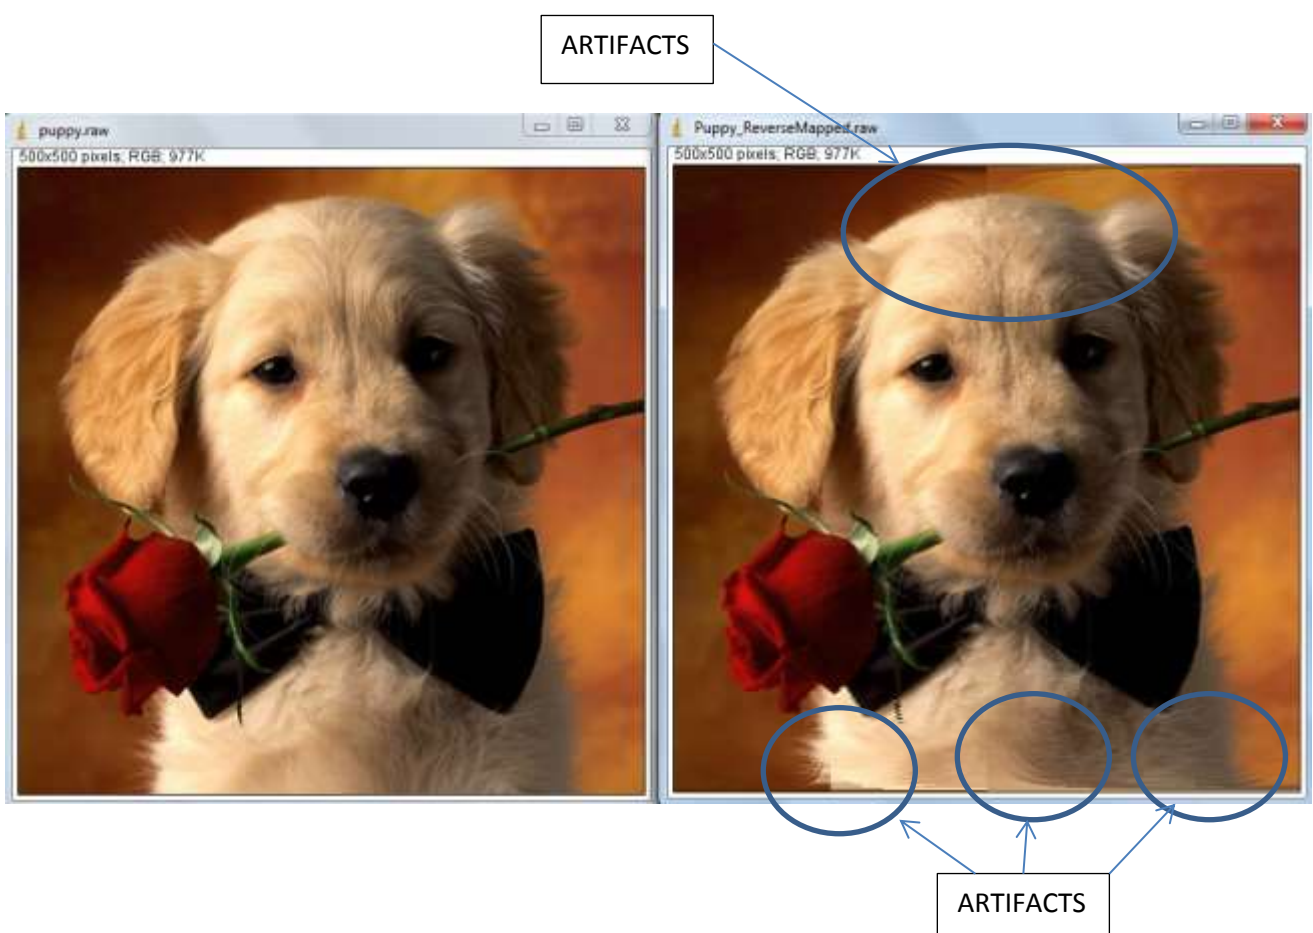 ARTIFACTS
puppy.raw
500x500 pixels; RGB; 977K
Puppy_ReverseMapped.raw
500x500 pixels; RGB; 977K
ARTIFACTS